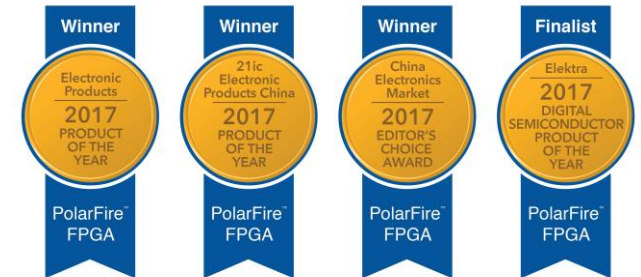 Winner
Electronic
Products
2017
PRODUCT
OF THE
YEAR
PolarFire™
FPGA
Winner
21ic
Electronic
Products China
2017
PRODUCT
OF THE
YEAR
PolarFire™
FPGA
Winner
China
Electronics
Market
2017
EDITOR'S
CHOICE
AWARD
PolarFire™
FPGA
Finalist
Elektra
2017
DIGITAL
SEMICONDUCTOR
PRODUCT
OF THE
YEAR
PolarFire™
FPGA